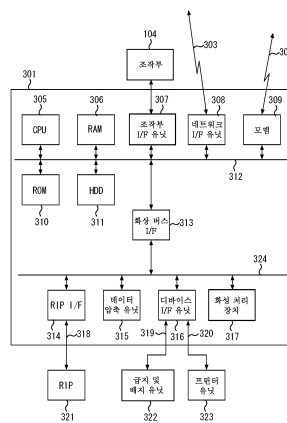 104
303
30
조작부
301
305
306
307
308
309
CPU
RAM
조작부
I/F 유닛
네트워크
I/F 유닛
모뎀
312
ROM
HDD
310
311
화상 버스
I/F
313
324
RIP I/F
데이터
압축 유닛
디바이스
I/F 유닛
화상 처리
장치
314
318
315
319
316
320
317
RIP
급지 및
배지 유닛
프린터
유닛
321
322
323